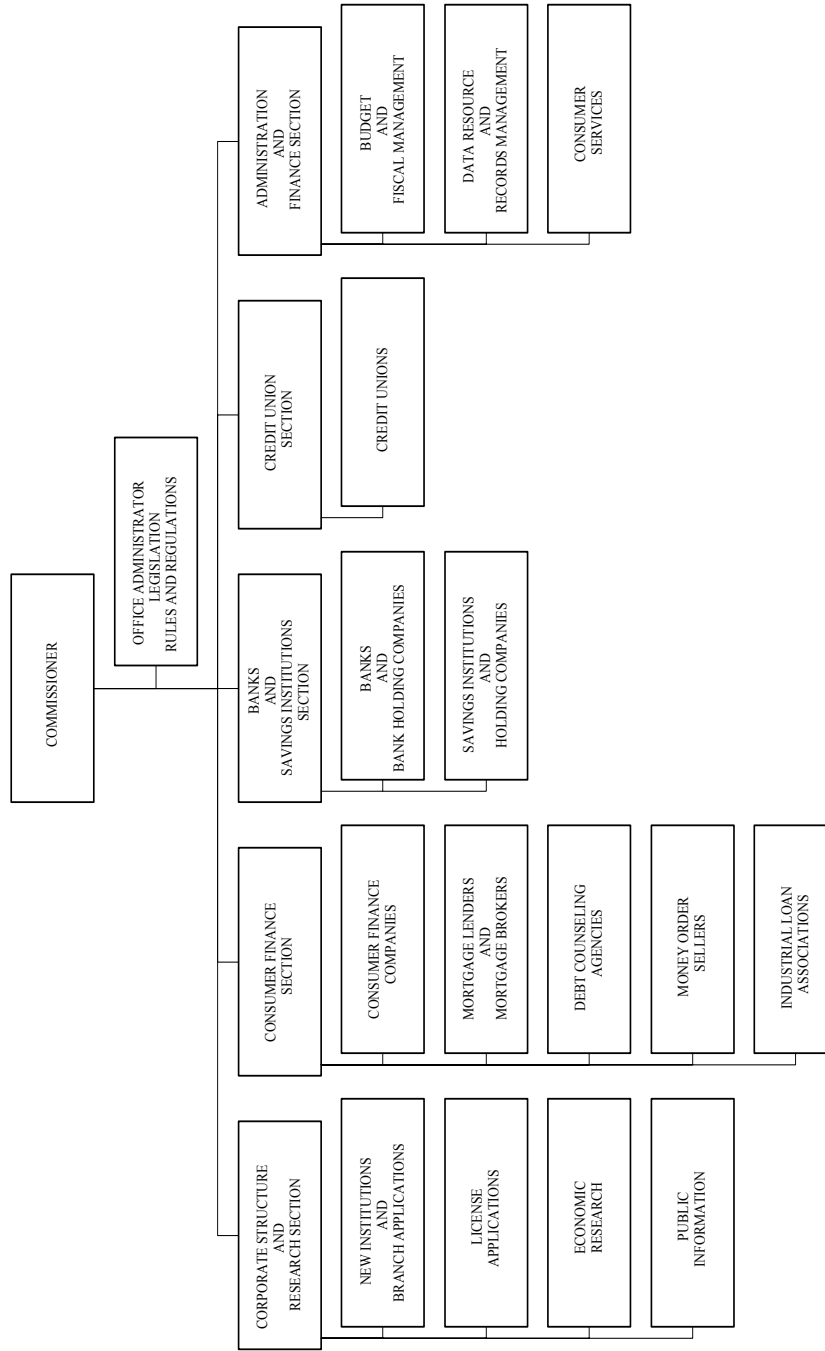 COMMISSIONER
OFFICE ADMINISTRATOR
LEGISLATION
RULES AND REGULATIONS
CORPORATE STRUCTURE
AND
RESEARCH SECTION
NEW INSTITUTIONS
AND
BRANCH APPLICATIONS
LICENSE
APPLICATIONS
ECONOMIC
RESEARCH
PUBLIC
INFORMATION
CONSUMER FINANCE
SECTION
CONSUMER FINANCE
COMPANIES
MORTGAGE LENDERS
AND
MORTGAGE BROKERS
DEBT COUNSELING
AGENCIES
MONEY ORDER
SELLERS
INDUSTRIAL LOAN
ASSOCIATIONS
BANKS
AND
SAVINGS INSTITUTIONS
SECTION
BANKS
AND
BANK HOLDING COMPANIES
SAVINGS INSTITUTIONS
AND
HOLDING COMPANIES
CREDIT UNION
SECTION
CREDIT UNIONS
ADMINISTRATION
AND
FINANCE SECTION
BUDGET
AND
FISCAL MANAGEMENT
DATA RESOURCE
AND
RECORDS MANAGEMENT
CONSUMER
SERVICES